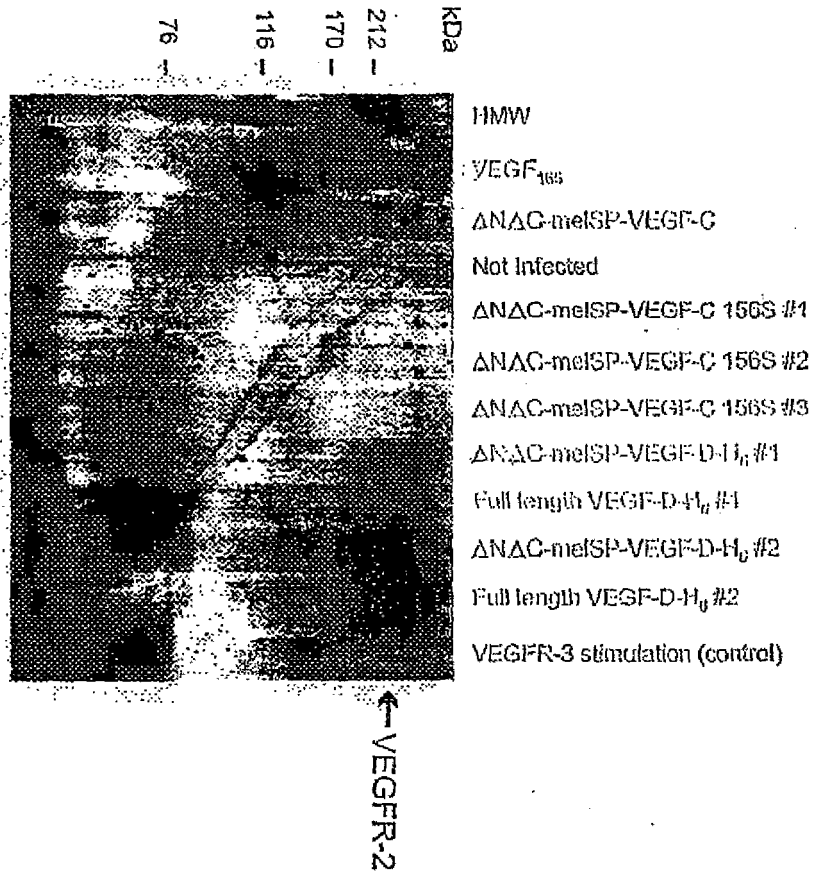 kDa
212
170
116
76
HMW
VEGF₁₆₅
ΔNΔC-melSP-VEGF-C
Not Infected
ΔNΔC-melSP-VEGF-C 156S #1
ΔNΔC-melSP-VEGF-C 156S #2
ΔNΔC-melSP-VEGF-C 156S #3
ΔNΔC-melSP-VEGF-D-H₆ #1
Full length VEGF-D-H₆ #1
ΔNΔC-melSP-VEGF-D-H₆ #2
Full length VEGF-D-H₆ #2
VEGFR-3 stimulation (control)
←VEGFR-2